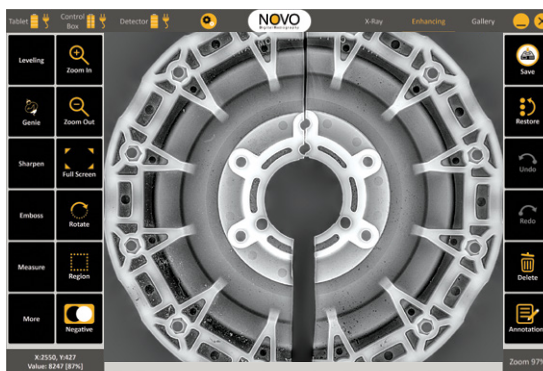 Tablet
Control
Box
Detector
NOVO
Digital Radiography
X-Ray
Enhancing
Gallery
Leveling
Zoom In
Genie
Zoom Out
Sharpen
Full Screen
Emboss
Rotate
Measure
Region
More
Negative
X:2550, Y:427
Value: 8247 [87%]
Save
Restore
Undo
Redo
Delete
Annotation
Zoom 97%